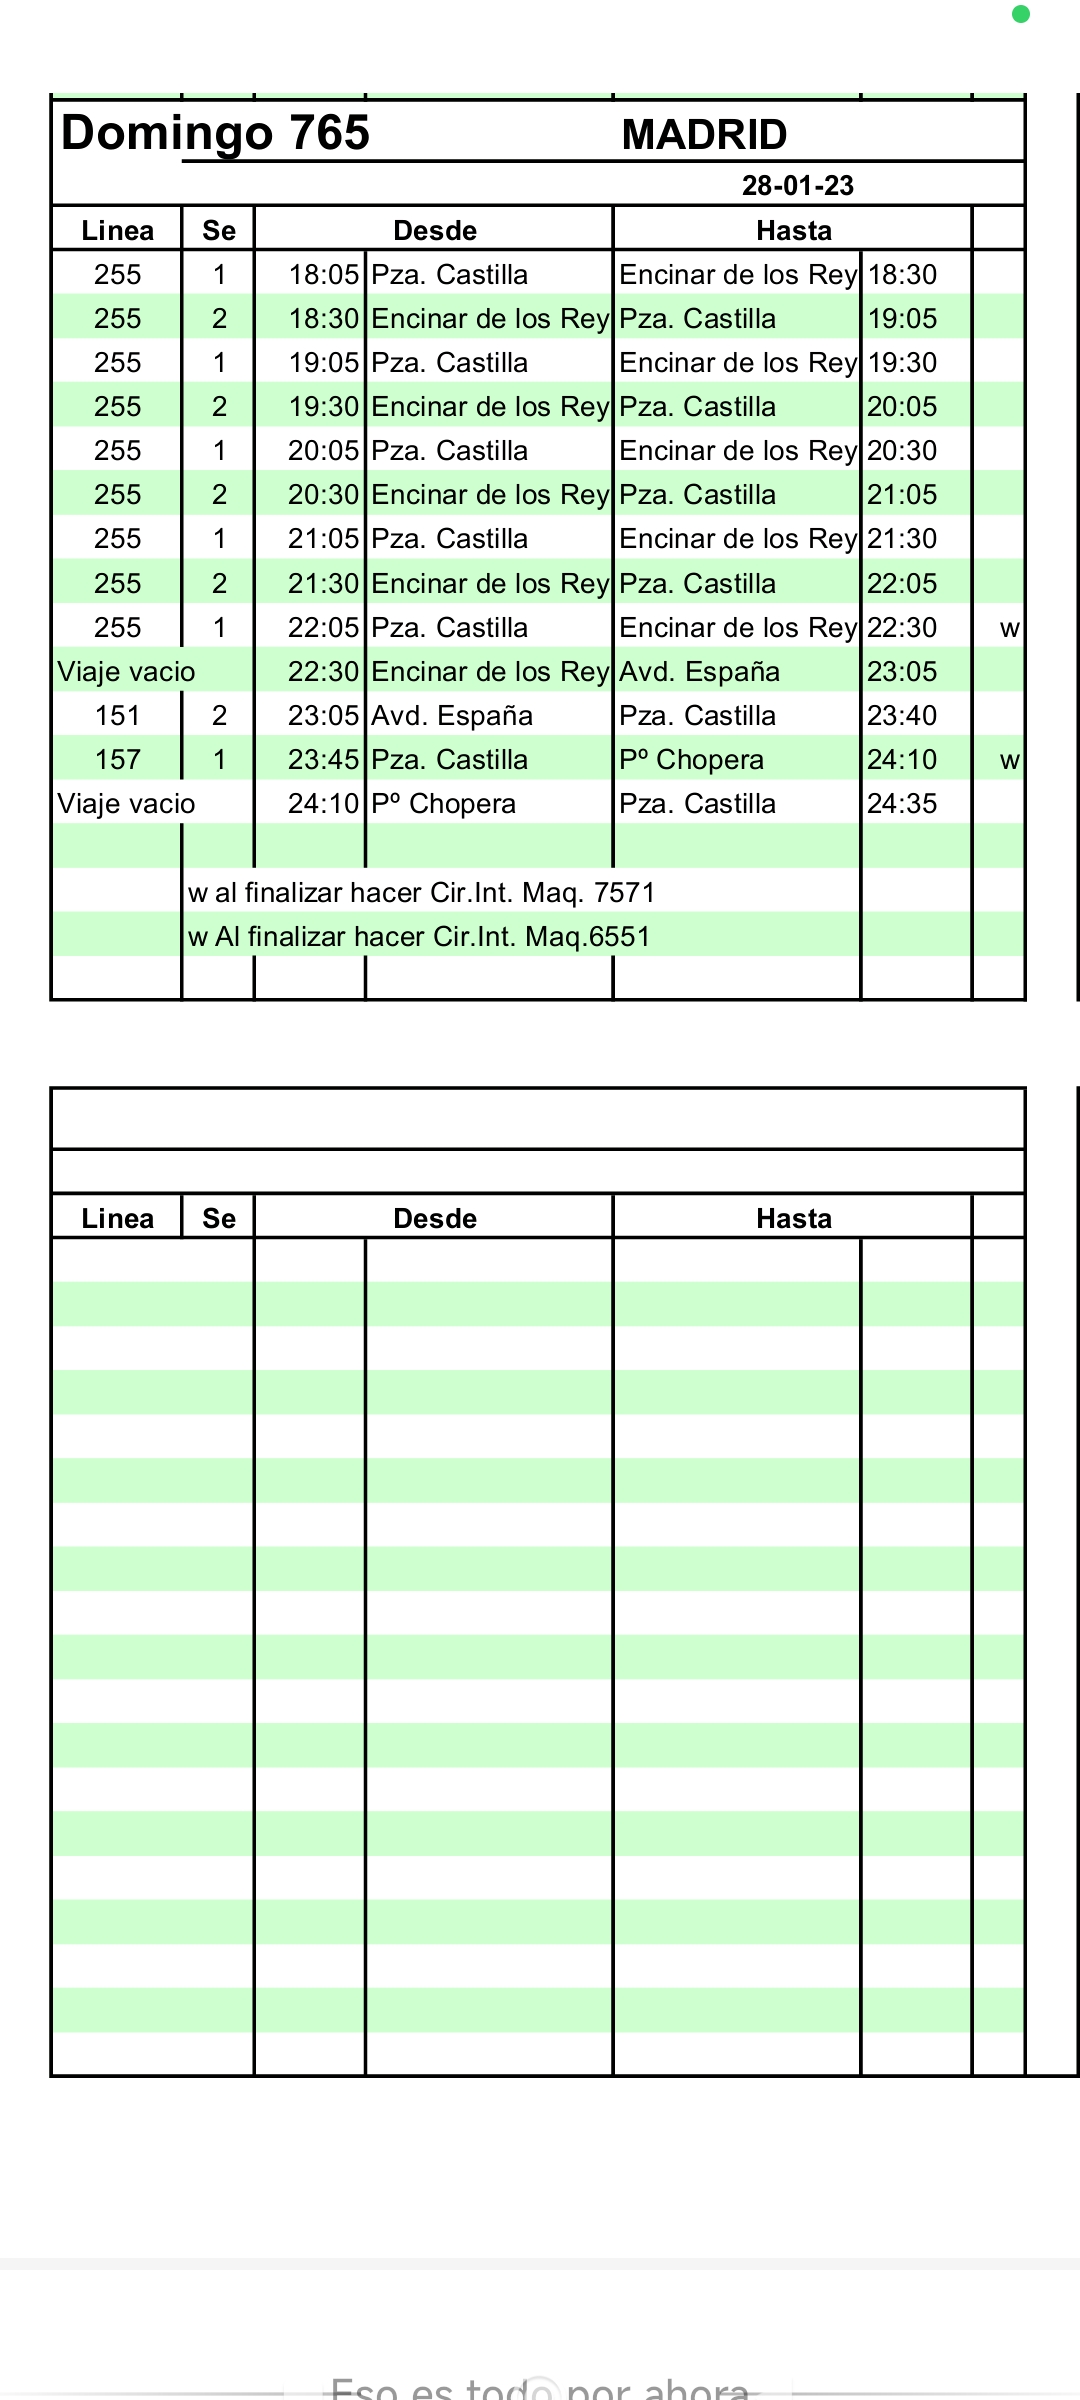 Domingo 765 MADRID
28-01-23
Linea Se Desde Hasta
255 1 18:05 Pza. Castilla Encinar de los Rey 18:30
255 2 18:30 Encinar de los Rey Pza. Castilla 19:05
255 1 19:05 Pza. Castilla Encinar de los Rey 19:30
255 2 19:30 Encinar de los Rey Pza. Castilla 20:05
255 1 20:05 Pza. Castilla Encinar de los Rey 20:30
255 2 20:30 Encinar de los Rey Pza. Castilla 21:05
255 1 21:05 Pza. Castilla Encinar de los Rey 21:30
255 2 21:30 Encinar de los Rey Pza. Castilla 22:05
255 1 22:05 Pza. Castilla Encinar de los Rey 22:30 w
Viaje vacio 22:30 Encinar de los Rey Avd. España 23:05
151 2 23:05 Avd. España Pza. Castilla 23:40
157 1 23:45 Pza. Castilla Pº Chopera 24:10 w
Viaje vacio 24:10 Pº Chopera Pza. Castilla 24:35
w al finalizar hacer Cir.Int. Maq. 7571
w Al finalizar hacer Cir.Int. Maq.6551
Linea Se Desde Hasta
Eso es todo por ahora